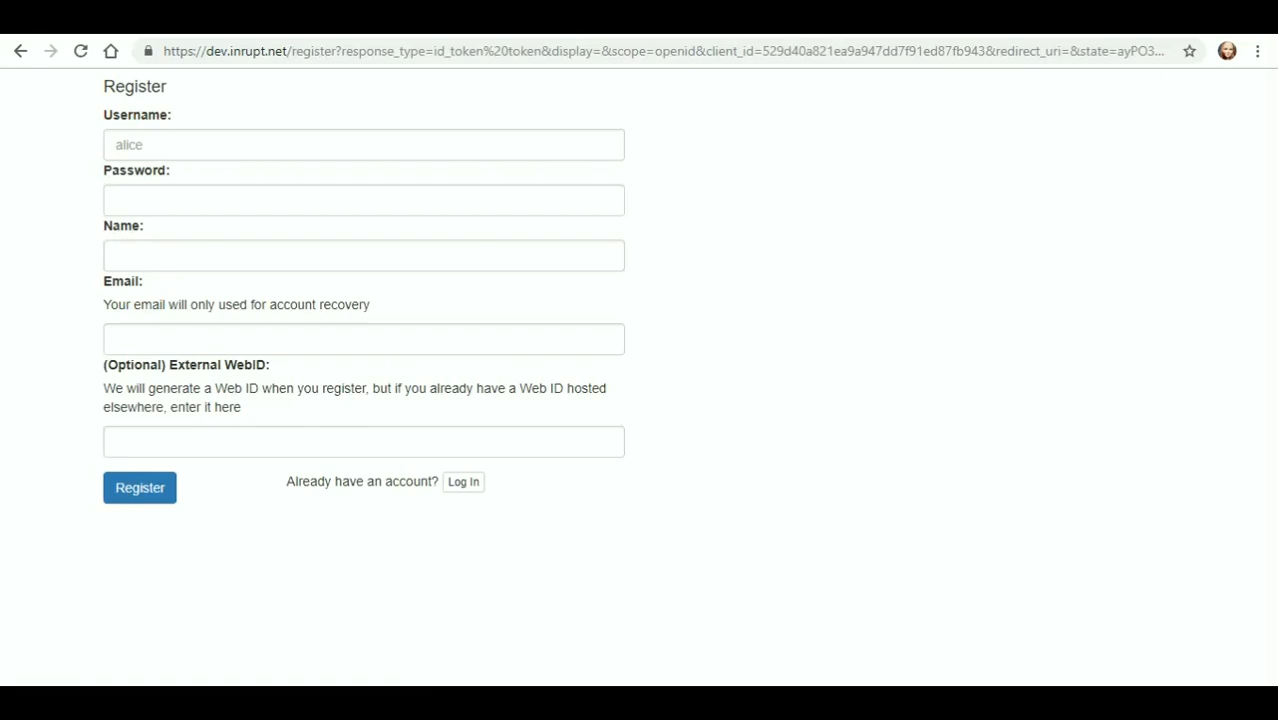 https://dev.inrupt.net/register?response_type=id_token%20token&display=&scope=openid&client_id=529d40a821ea9a947dd7f91ed87fb943&redirect_uri=&state=ayPO3...
Register
Username:
alice
Password:
Name:
Email:
Your email will only used for account recovery
(Optional) External WebID:
We will generate a Web ID when you register, but if you already have a Web ID hosted
elsewhere, enter it here
Register Already have an account? Log In